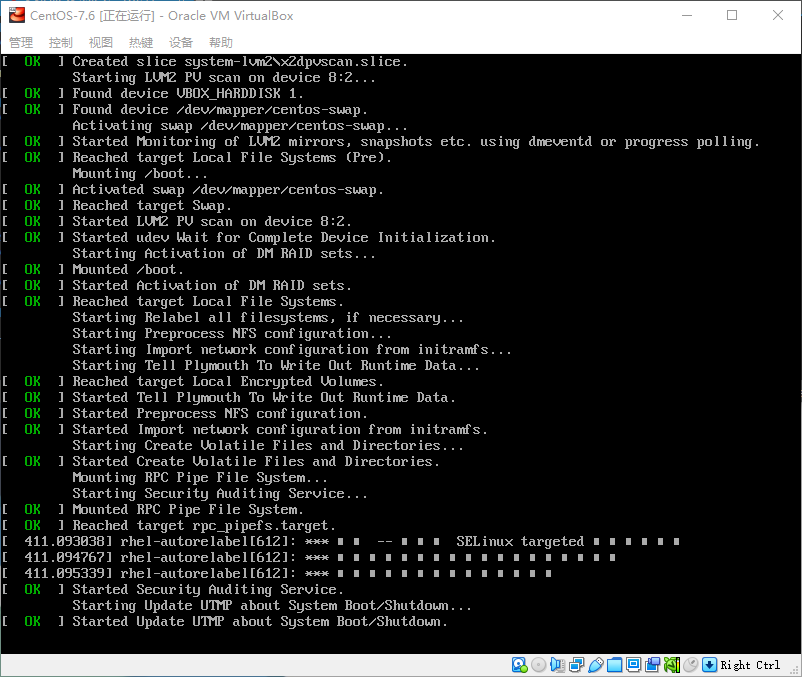 CentOS-7.6 [正在运行] - Oracle VM VirtualBox
管理 控制 视图 热键 设备 帮助
[  OK  ] Created slice system-lvm2\x2dpvscan.slice.
Starting LVM2 PV scan on device 8:2...
[  OK  ] Found device VBOX_HARDDISK 1.
[  OK  ] Found device /dev/mapper/centos-swap.
Activating swap /dev/mapper/centos-swap...
[  OK  ] Started Monitoring of LVM2 mirrors, snapshots etc. using dmeventd or progress polling.
[  OK  ] Reached target Local File Systems (Pre).
Mounting /boot...
[  OK  ] Activated swap /dev/mapper/centos-swap.
[  OK  ] Reached target Swap.
[  OK  ] Started LVM2 PV scan on device 8:2.
[  OK  ] Started udev Wait for Complete Device Initialization.
Starting Activation of DM RAID sets...
[  OK  ] Mounted /boot.
[  OK  ] Started Activation of DM RAID sets.
[  OK  ] Reached target Local File Systems.
Starting Relabel all filesystems, if necessary...
Starting Preprocess NFS configuration...
Starting Import network configuration from initramfs...
Starting Tell Plymouth To Write Out Runtime Data...
[  OK  ] Reached target Local Encrypted Volumes.
[  OK  ] Started Tell Plymouth To Write Out Runtime Data.
[  OK  ] Started Preprocess NFS configuration.
[  OK  ] Started Import network configuration from initramfs.
Starting Create Volatile Files and Directories...
[  OK  ] Started Create Volatile Files and Directories.
Mounting RPC Pipe File System...
Starting Security Auditing Service...
[  OK  ] Mounted RPC Pipe File System.
[  OK  ] Reached target rpc_pipefs.target.
[  411.093038] rhel-autorelabel[612]: *** ▮ ▮  -- ▮ ▮ ▮  SELinux targeted ▮ ▮ ▮ ▮ ▮ ▮
[  411.094767] rhel-autorelabel[612]: *** ▮ ▮ ▮ ▮ ▮ ▮ ▮ ▮ ▮ ▮ ▮ ▮ ▮ ▮ ▮ ▮ ▮ ▮
[  411.095339] rhel-autorelabel[612]: *** ▮ ▮ ▮ ▮ ▮ ▮ ▮ ▮ ▮ ▮ ▮ ▮ ▮ ▮
[  OK  ] Started Security Auditing Service.
Starting Update UTMP about System Boot/Shutdown...
[  OK  ] Started Update UTMP about System Boot/Shutdown.
Right Ctrl